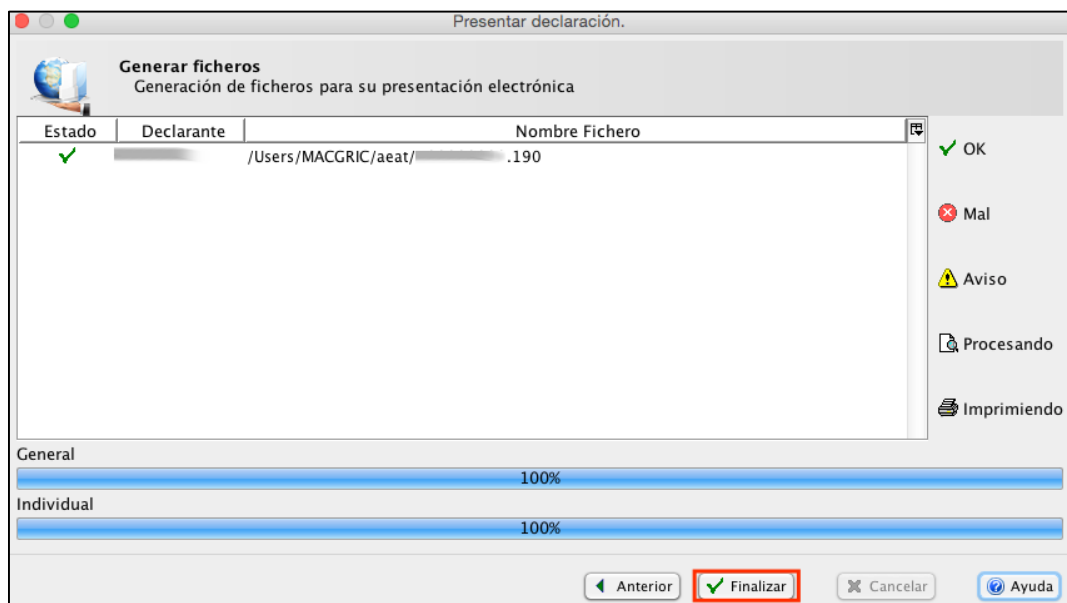 Presentar declaración.
Generar ficheros
Generación de ficheros para su presentación electrónica
Estado Declarante Nombre Fichero
/Users/MACGRIC/aeat/ .190
OK
Mal
Aviso
Procesando
Imprimiendo
General
100%
Individual
100%
Anterior Finalizar Cancelar Ayuda